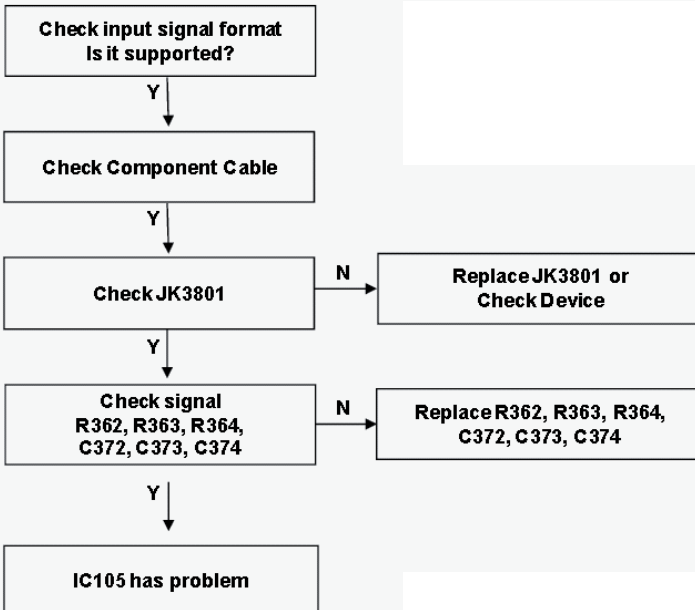 Check input signal format
Is it supported?
Y
Check Component Cable
Y
Check JK3801
N
Replace JK3801 or
Check Device
Y
Check signal
R362, R363, R364,
C372, C373, C374
N
Replace R362, R363, R364,
C372, C373, C374
Y
IC105 has problem